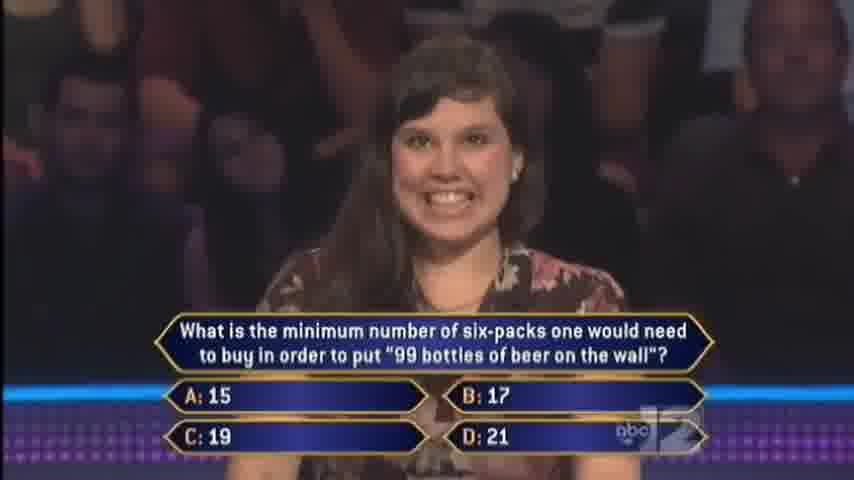 What is the minimum number of six-packs one would need
to buy in order to put "99 bottles of beer on the wall"?
A: 15
B: 17
C: 19
D: 21
abc 12